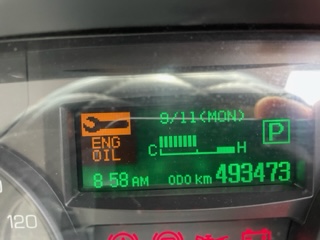 9/11(MON)
P
ENG
OIL
C H
8:58 AM ODO km 493473
120